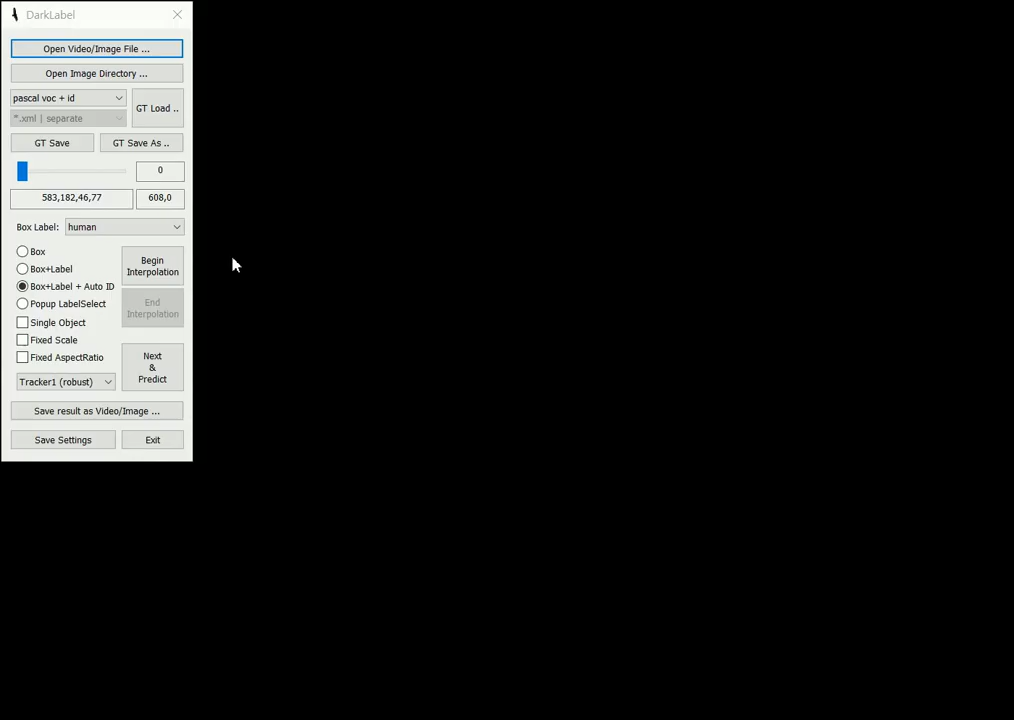 DarkLabel
Open Video/Image File ...
Open Image Directory ...
pascal voc + id
GT Load ..
*.xml | separate
GT Save
GT Save As ..
0
583,182,46,77
608,0
Box Label:
human
Box
Box+Label
Box+Label + Auto ID
Popup LabelSelect
Begin
Interpolation
End
Interpolation
Single Object
Fixed Scale
Fixed AspectRatio
Next
&
Predict
Tracker1 (robust)
Save result as Video/Image ...
Save Settings
Exit